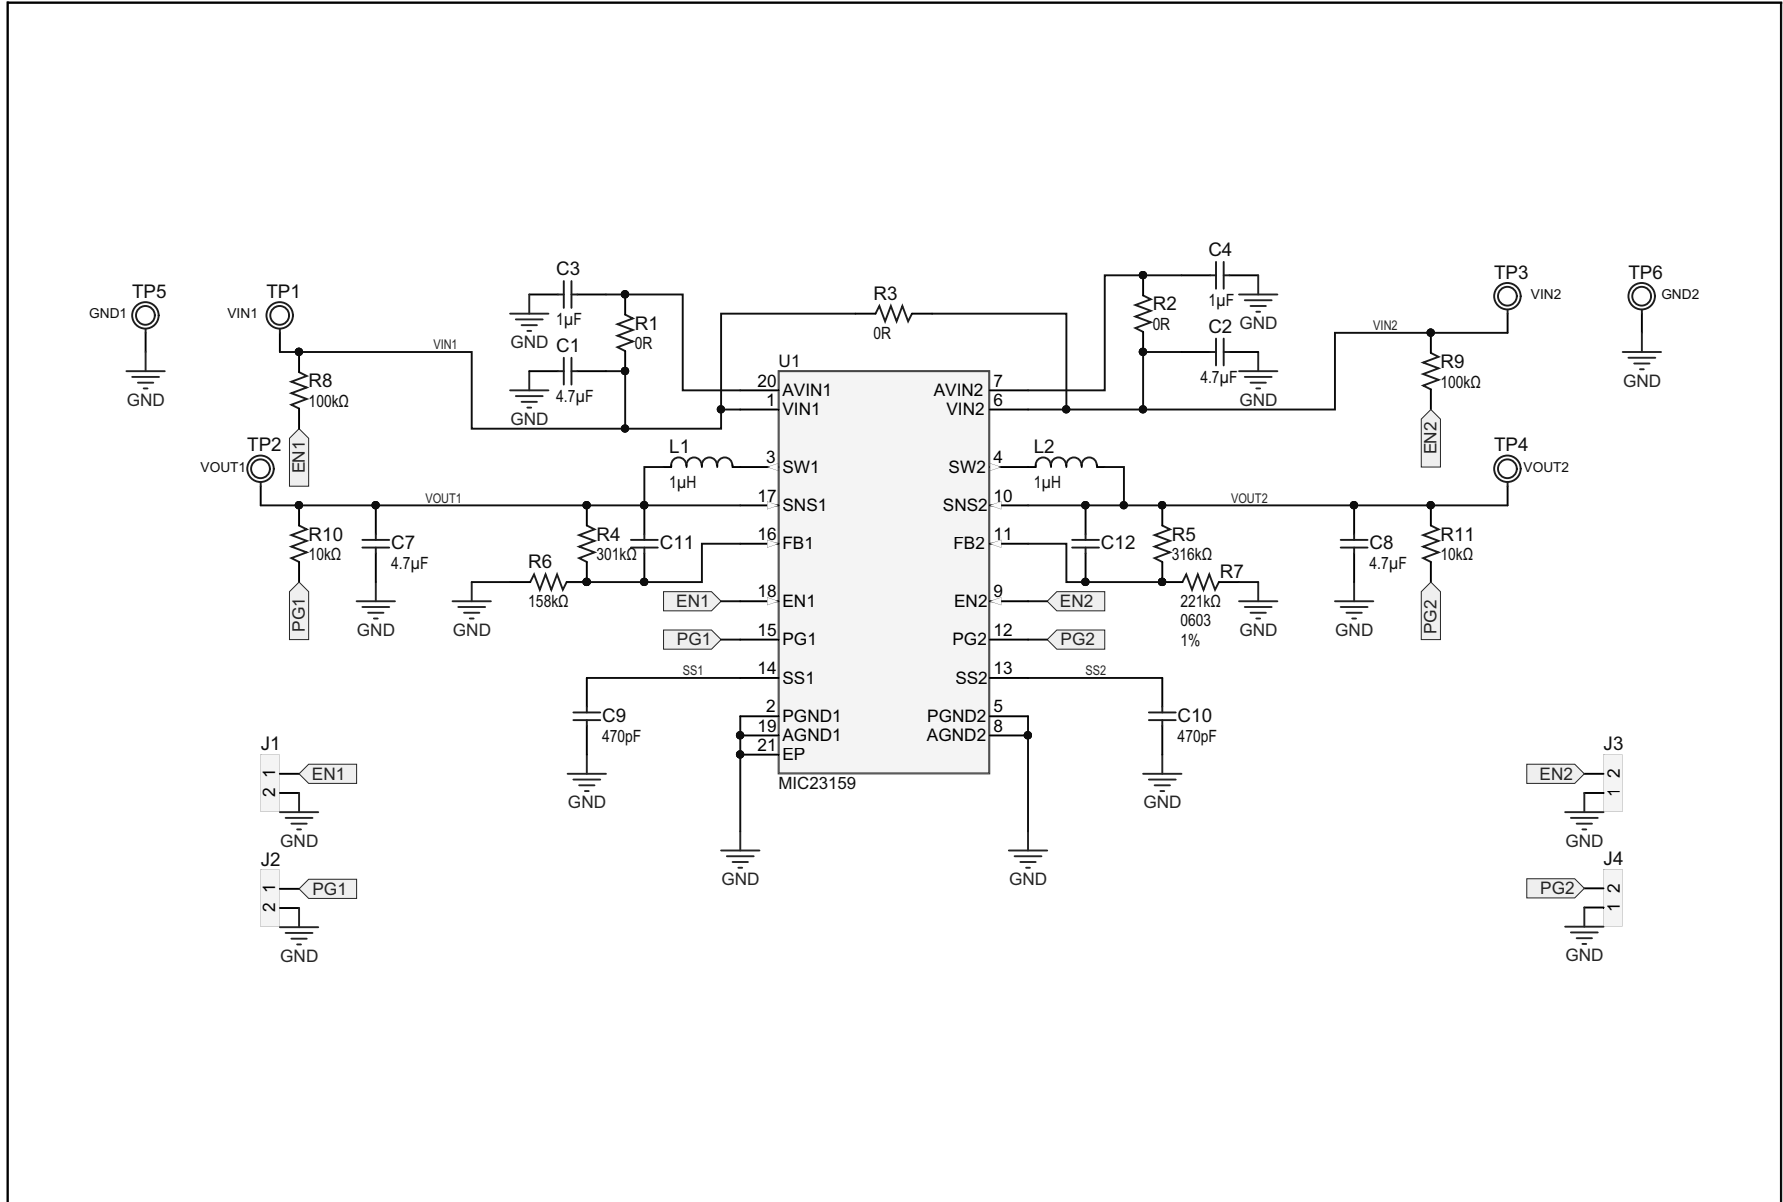 C4
C3
TP3
TP6
TP5
TP1
R3
VIN2
GND2
1µF
R2
0R
GND
GND1
VIN1
1µF
R1
0R
C2
VIN2
GND
C1
0R
VIN1
U1
R9
100kΩ
4.7µF
GND
R8
100kΩ
4.7µF
20
AVIN1
AVIN2
7
GND
GND
GND
1
VIN1
VIN2
6
GND
EN1
EN2
TP2
L1
L2
TP4
VOUT1
3
SW1
SW2
4
VOUT2
1µH
1µH
VOUT1
17
SNS1
SNS2
10
VOUT2
R10
10kΩ
C7
4.7µF
R4
301kΩ
C11
16
FB1
FB2
11
C12
R5
316kΩ
C8
4.7µF
R11
10kΩ
R6
158kΩ
R7
221kΩ
0603
1%
EN1
18
EN1
EN2
9
EN2
PG1
GND
GND
GND
GND
PG2
PG1
15
PG1
PG2
12
PG2
SS1
14
SS1
SS2
13
SS2
C9
470pF
2
PGND1
PGND2
5
C10
470pF
19
AGND1
AGND2
8
21
EP
MIC23159
GND
GND
J1
1
EN1
2
GND
J3
EN2
2
1
GND
GND
GND
J2
1
PG1
2
GND
J4
PG2
2
1
GND